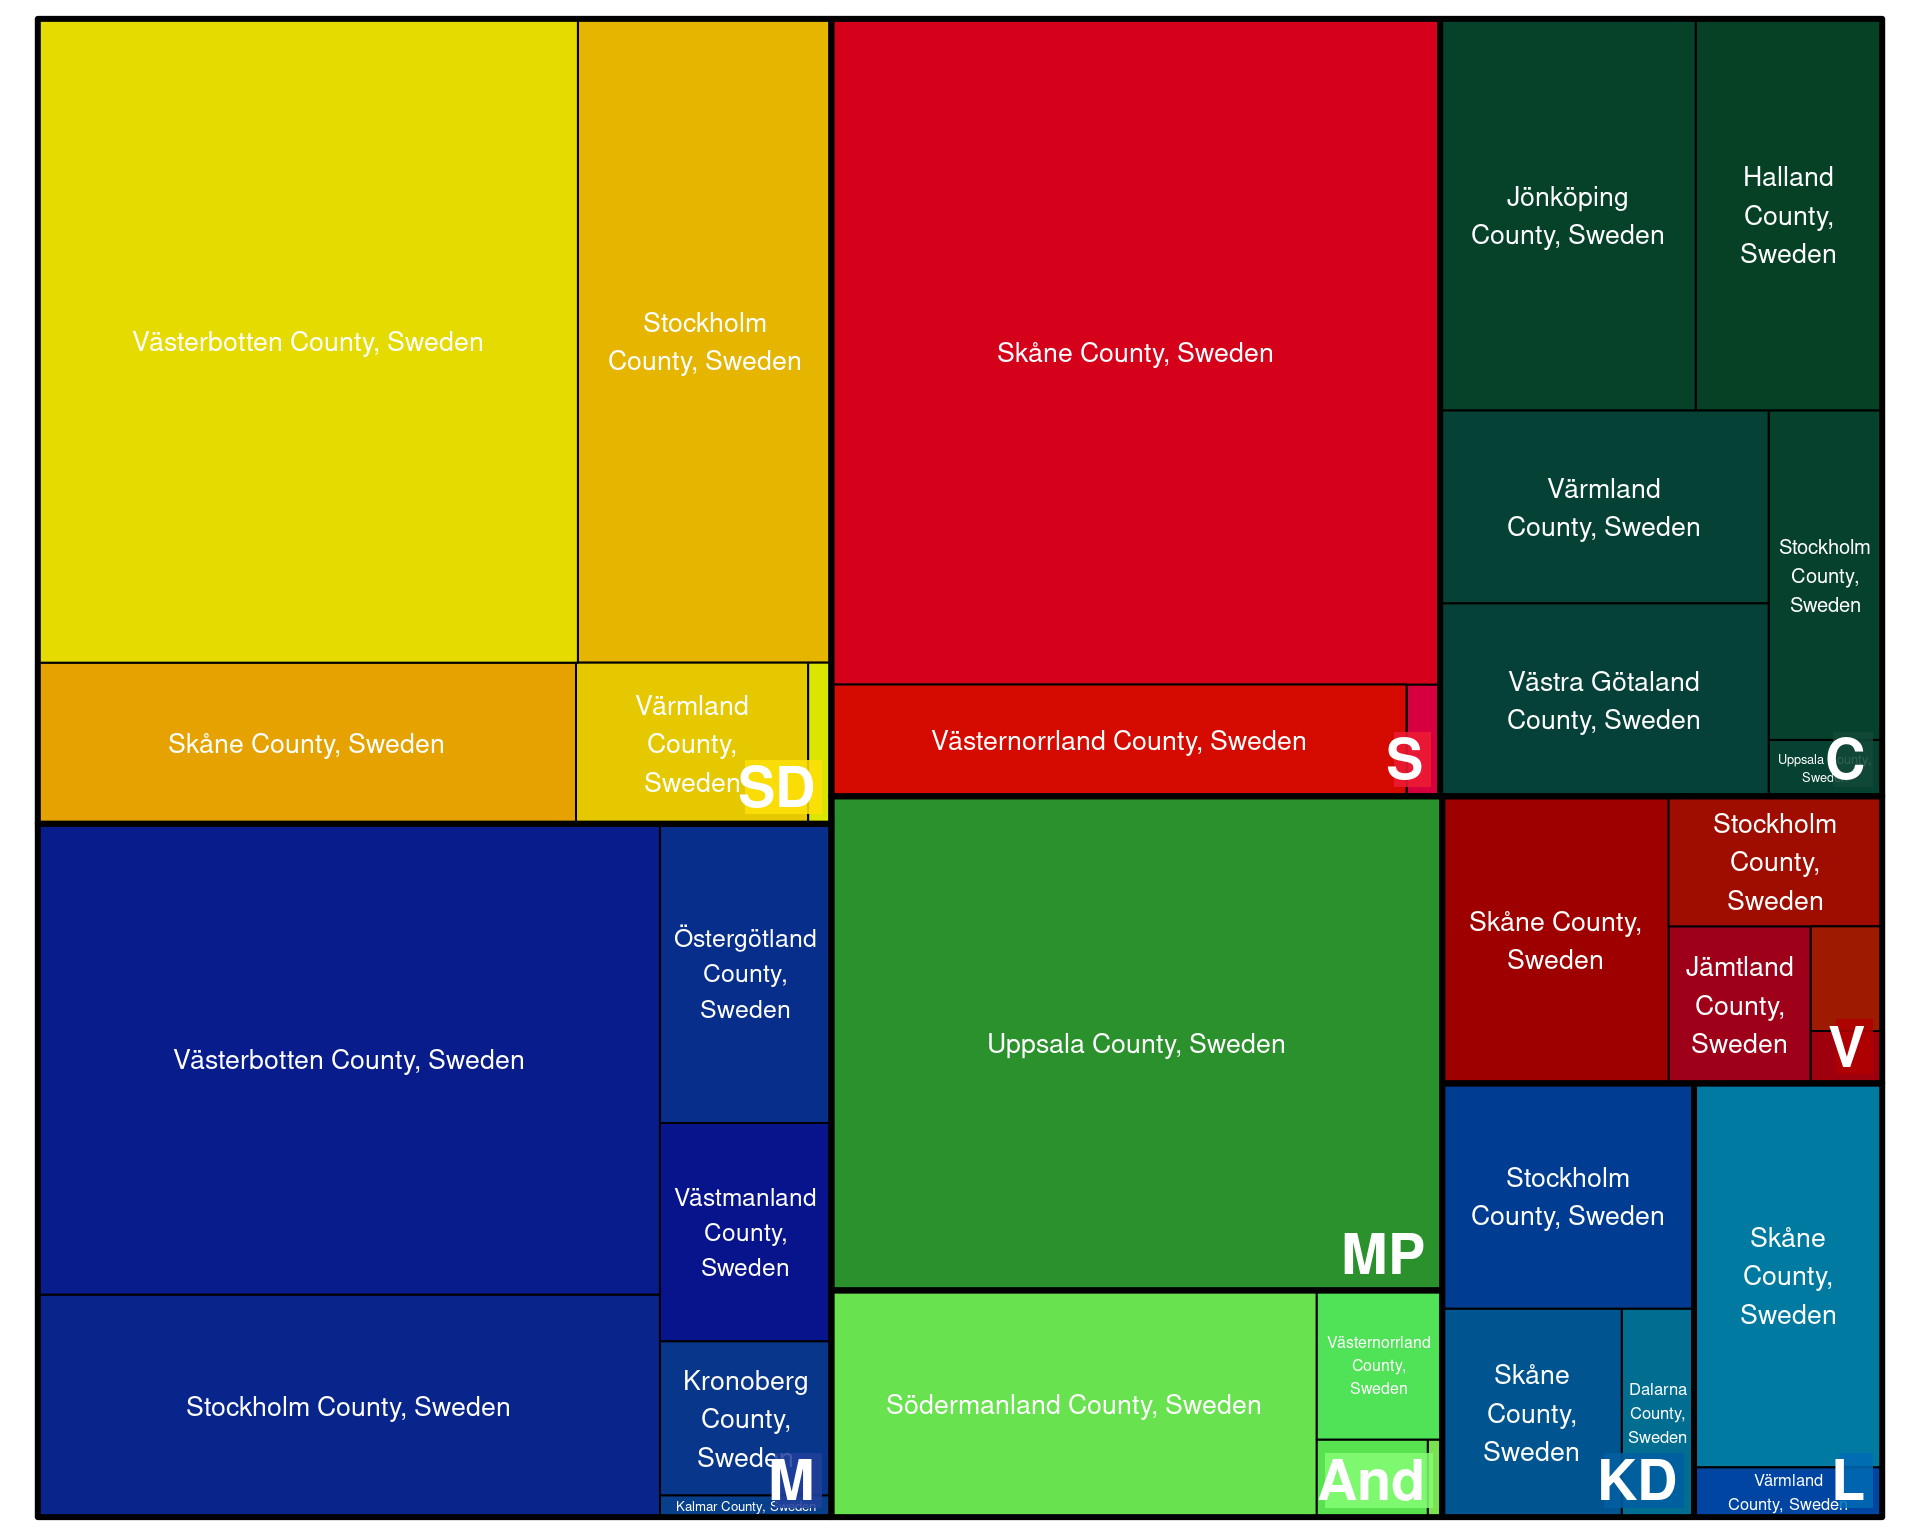 Västerbotten County, Sweden
Stockholm
County, Sweden
Skåne County, Sweden
Värmland
County,
Sweden
SD
Västerbotten County, Sweden
Stockholm County, Sweden
Östergötland
County,
Sweden
Västmanland
County,
Sweden
Kronoberg
County,
Sweden
Kalmar County, Sweden
M
Skåne County, Sweden
Västernorrland County, Sweden
S
Uppsala County, Sweden
MP
Södermanland County, Sweden
Västernorrland
County,
Sweden
And
Jönköping
County, Sweden
Halland
County,
Sweden
Värmland
County, Sweden
Västra Götaland
County, Sweden
Stockholm
County,
Sweden
Uppsala County,
Sweden
C
Skåne County,
Sweden
Stockholm
County,
Sweden
Jämtland
County,
Sweden
V
Stockholm
County, Sweden
Skåne
County,
Sweden
Dalarna
County,
Sweden
KD
Skåne
County,
Sweden
Värmland
County, Sweden
L